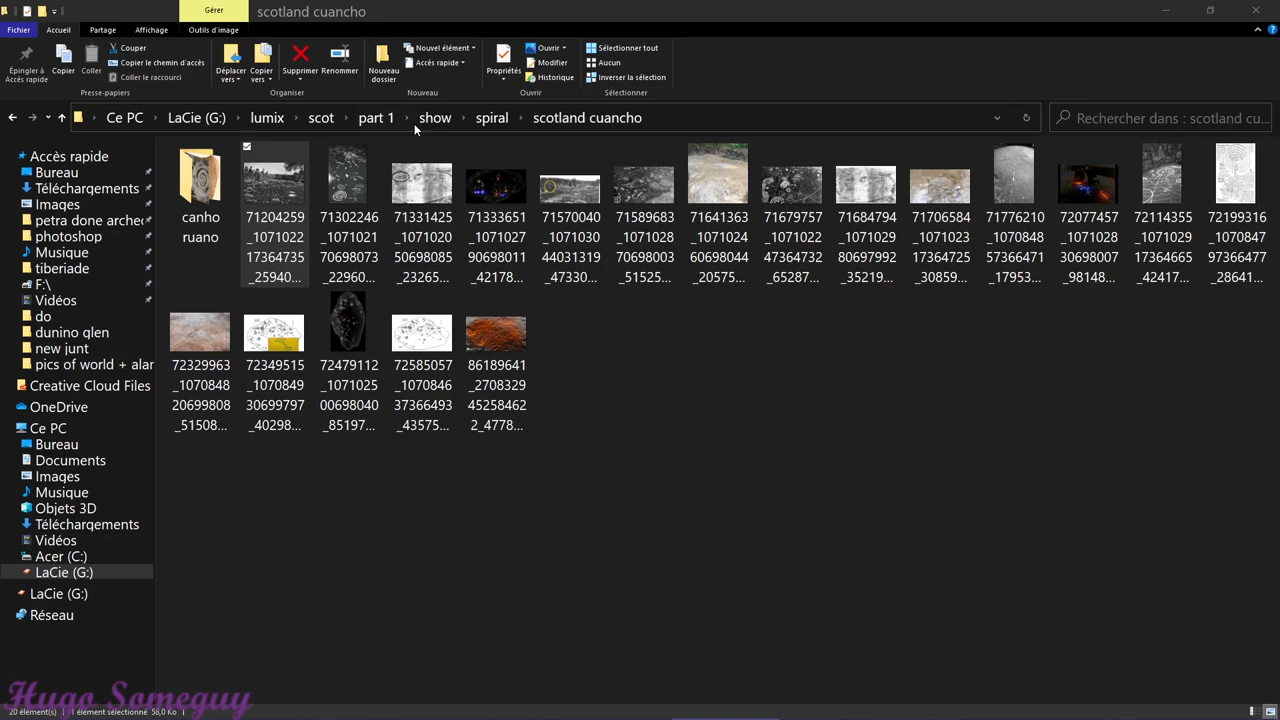 Gérer
scotland cuancho
Fichier
Accueil
Partage
Affichage
Outils d'image
Épingler à
Accès rapide
Copier
Coller
Couper
Copier le chemin d'accès
Coller le raccourci
Presse-papiers
Déplacer
vers
Copier
vers
Supprimer
Renommer
Organiser
Nouveau
dossier
Nouvel élément
Accès rapide
Nouveau
Propriétés
Ouvrir
Modifier
Historique
Ouvrir
Sélectionner tout
Aucun
Inverser la sélection
Sélectionner
Ce PC › LaCie (G:) › lumix › scot › part 1 › show › spiral › scotland cuancho
Rechercher dans : scotland cu...
Accès rapide
Bureau
Téléchargements
Images
petra done arche
photoshop
Musique
tiberiade
F:\
Vidéos
do
dunino glen
new junt
pics of world + alar
Creative Cloud Files
OneDrive
Ce PC
Bureau
Documents
Images
Musique
Objets 3D
Téléchargements
Vidéos
Acer (C:)
LaCie (G:)
LaCie (G:)
Réseau
canho
ruano
71204259
_1071022
17364735
_25940...
71302246
_1071021
70698073
_22960...
71331425
_1071020
50698085
_23265...
71333651
_1071027
90698011
_42178...
71570040
_1071030
44031319
_47330...
71589683
_1071028
70698003
_51525...
71641363
_1071024
60698044
_20575...
71679757
_1071022
47364732
_65287...
71684794
_1071029
80697992
_35219...
71706584
_1071023
17364725
_30859...
71776210
_1070848
57366471
_17953...
72077457
_1071028
30698007
_98148...
72114355
_1071029
17364665
_42417...
72199316
_1070847
97366477
_28641...
72329963
_1070848
20699808
_51508...
72349515
_1070849
30699797
_40298...
72479112
_1071025
00698040
_85197...
72585057
_1070846
37366493
_43575...
86189641
_2708329
45258462
2_4778...
Hugo Someguy
20 élément(s)
1 élément sélectionné 58,0 Ko